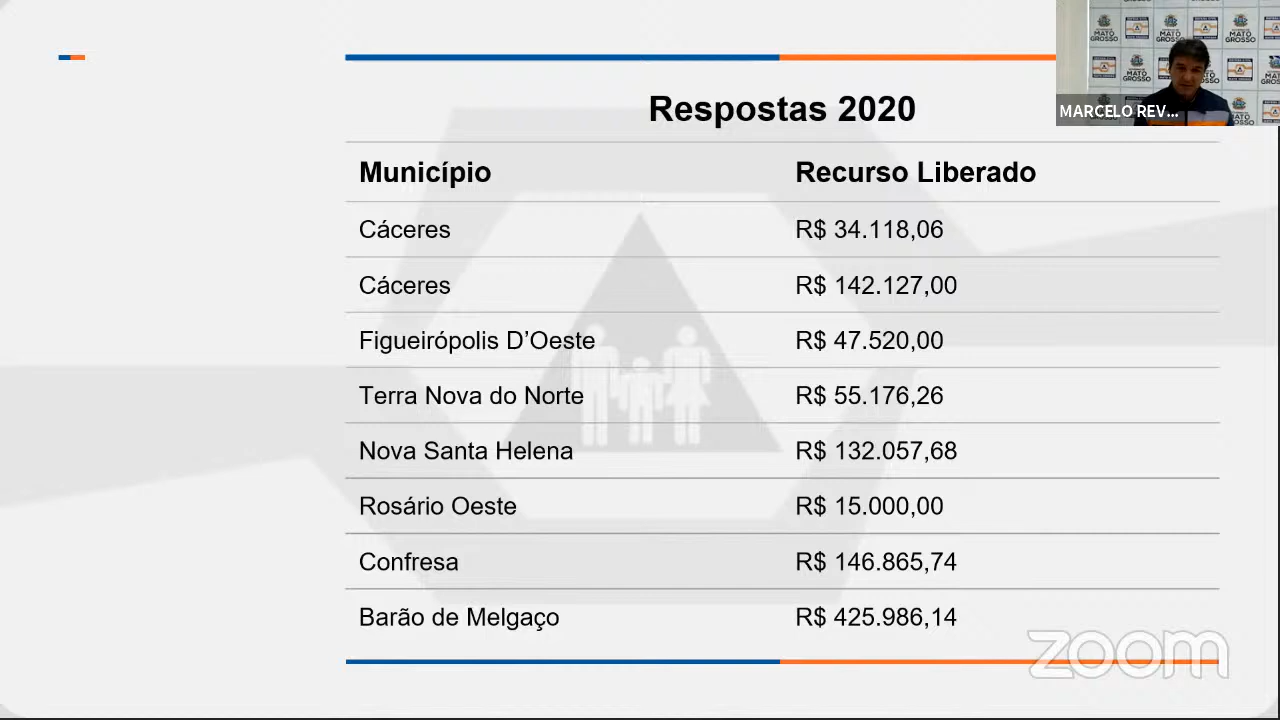 Respostas 2020
Município Recurso Liberado
Cáceres R$ 34.118,06
Cáceres R$ 142.127,00
Figueirópolis D’Oeste R$ 47.520,00
Terra Nova do Norte R$ 55.176,26
Nova Santa Helena R$ 132.057,68
Rosário Oeste R$ 15.000,00
Confresa R$ 146.865,74
Barão de Melgaço R$ 425.986,14
MATO GROSSO
MARCELO REV...
zoom